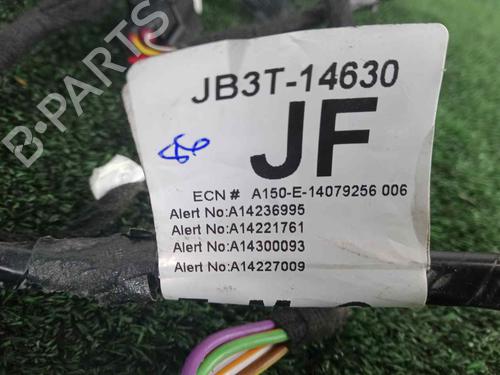 JB3T-14630
JF
ECN # A150-E-14079256 006
Alert No:A14236995
Alert No:A14221761
Alert No:A14300093
Alert No:A14227009